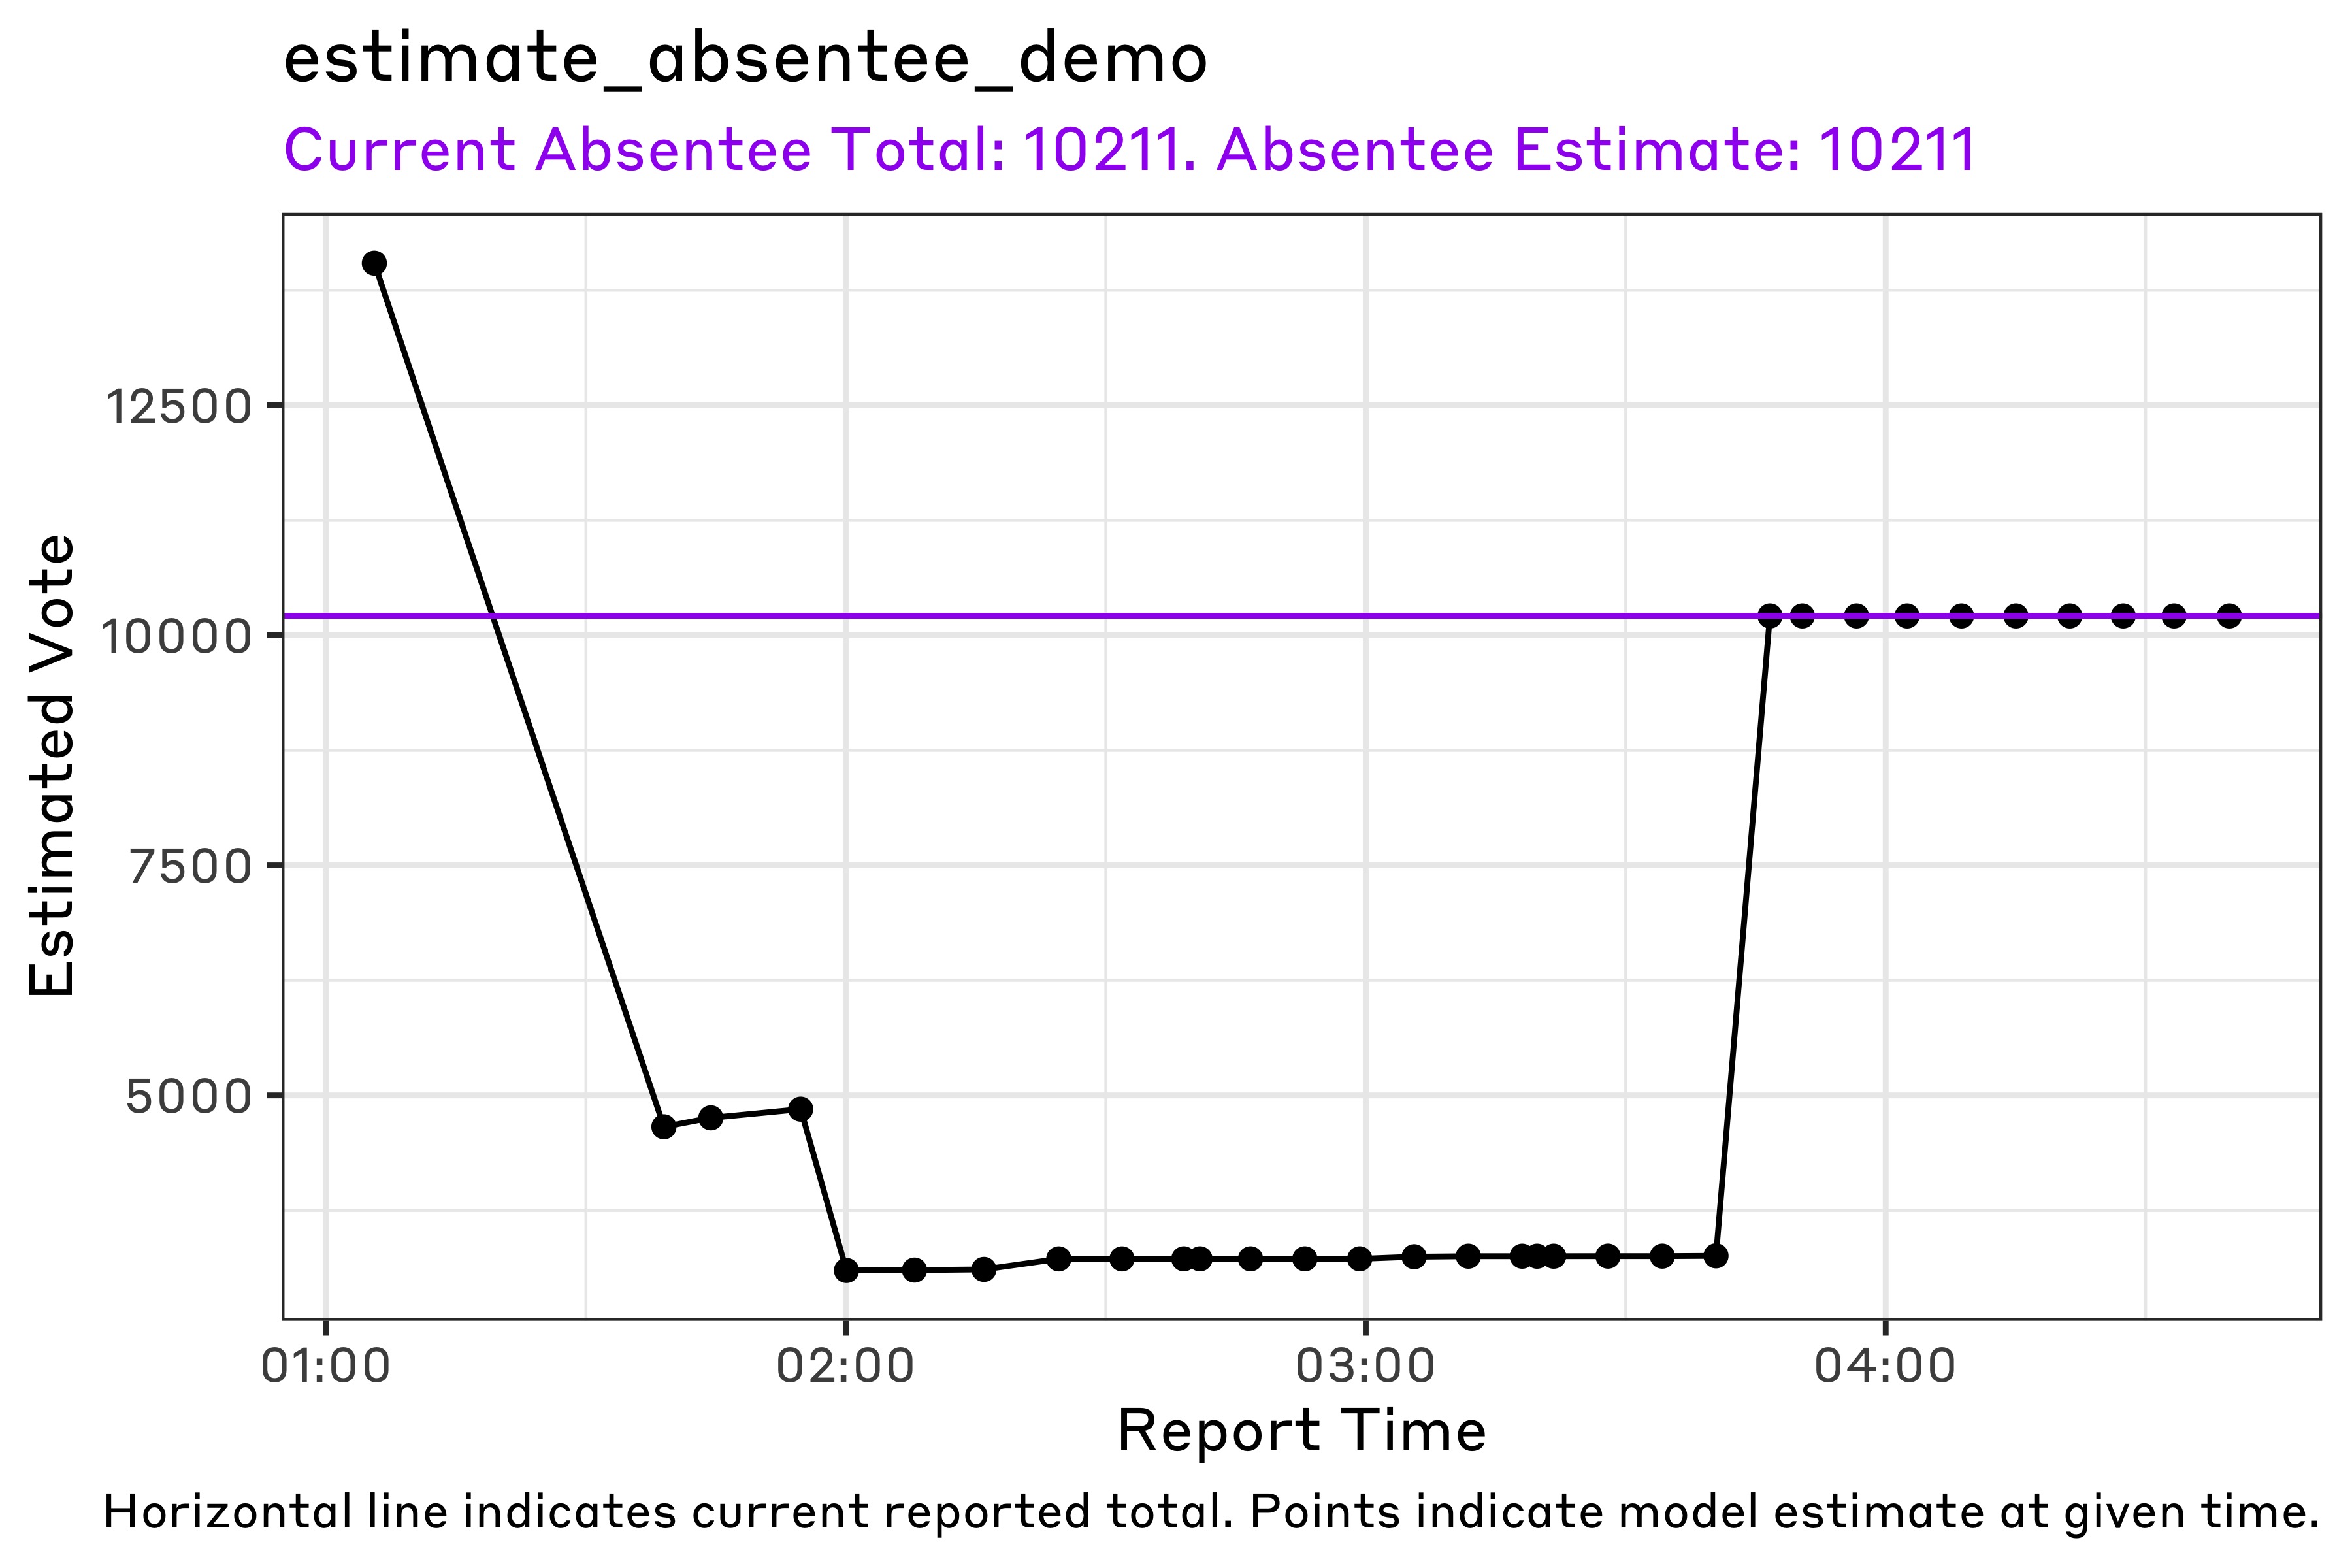 estimate_absentee_demo
Current Absentee Total: 10211. Absentee Estimate: 10211
Estimated Vote
12500
10000
7500
5000
01:00 02:00 03:00 04:00
Report Time
Horizontal line indicates current reported total. Points indicate model estimate at given time.